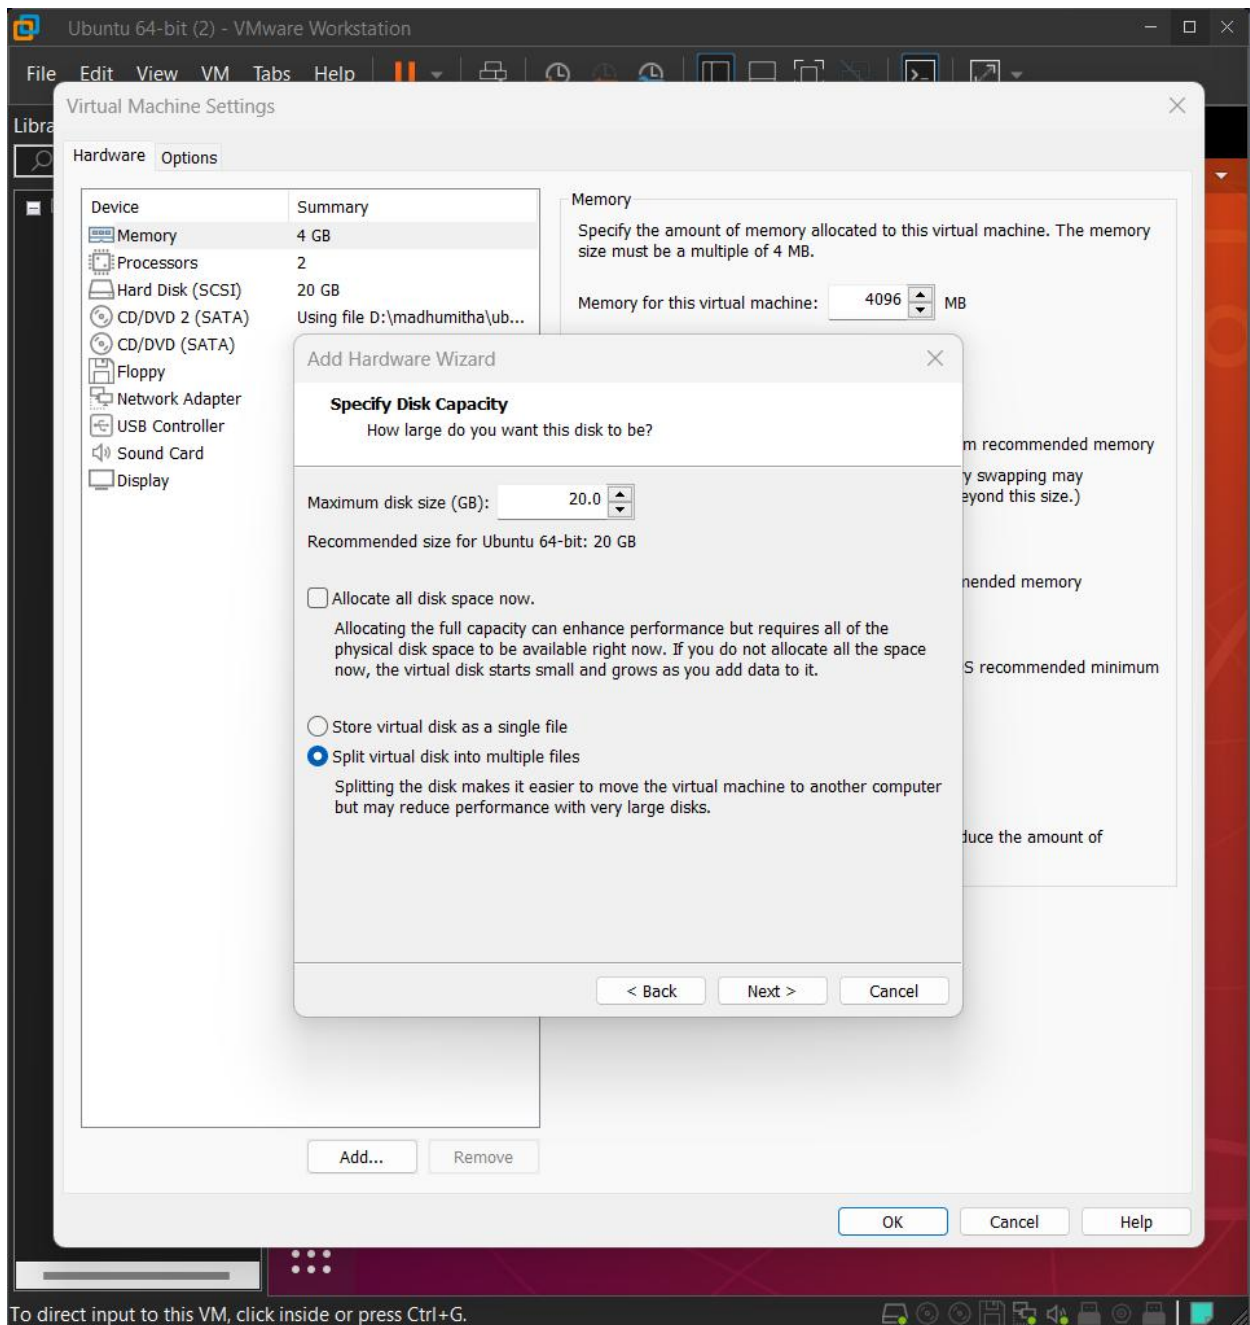 Ubuntu 64-bit (2) - VMware Workstation
File Edit View VM Tabs Help
Virtual Machine Settings
Libra
Hardware Options
Device Summary
Memory 4 GB
Processors 2
Hard Disk (SCSI) 20 GB
CD/DVD 2 (SATA) Using file D:\madhumitha\ub...
CD/DVD (SATA)
Floppy
Network Adapter
USB Controller
Sound Card
Display
Memory
Specify the amount of memory allocated to this virtual machine. The memory
size must be a multiple of 4 MB.
Memory for this virtual machine: 4096 MB
m recommended memory
y swapping may
eyond this size.)
mended memory
S recommended minimum
duce the amount of
Add Hardware Wizard
Specify Disk Capacity
How large do you want this disk to be?
Maximum disk size (GB): 20.0
Recommended size for Ubuntu 64-bit: 20 GB
Allocate all disk space now.
Allocating the full capacity can enhance performance but requires all of the
physical disk space to be available right now. If you do not allocate all the space
now, the virtual disk starts small and grows as you add data to it.
Store virtual disk as a single file
Split virtual disk into multiple files
Splitting the disk makes it easier to move the virtual machine to another computer
but may reduce performance with very large disks.
< Back Next > Cancel
Add... Remove
OK Cancel Help
To direct input to this VM, click inside or press Ctrl+G.